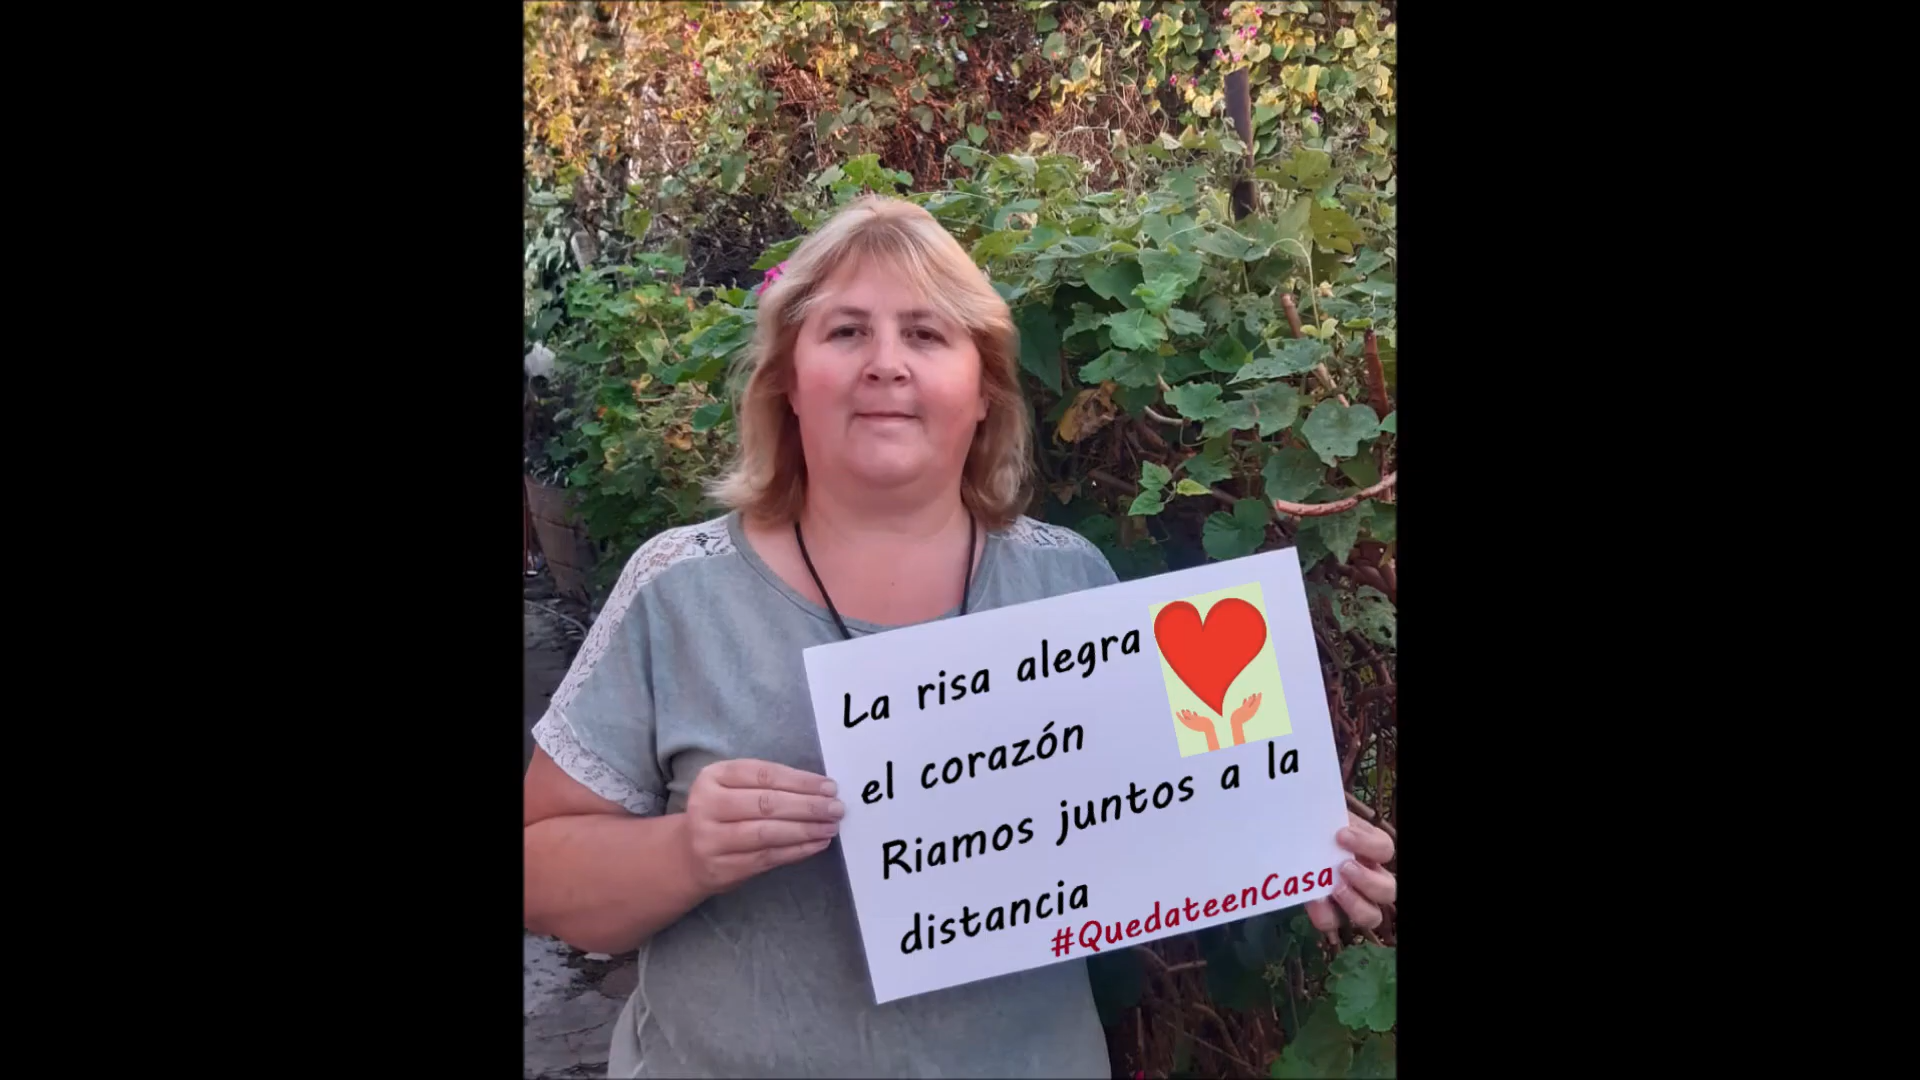 La risa alegra
el corazón
Riamos juntos a la
distancia
#QuedateenCasa